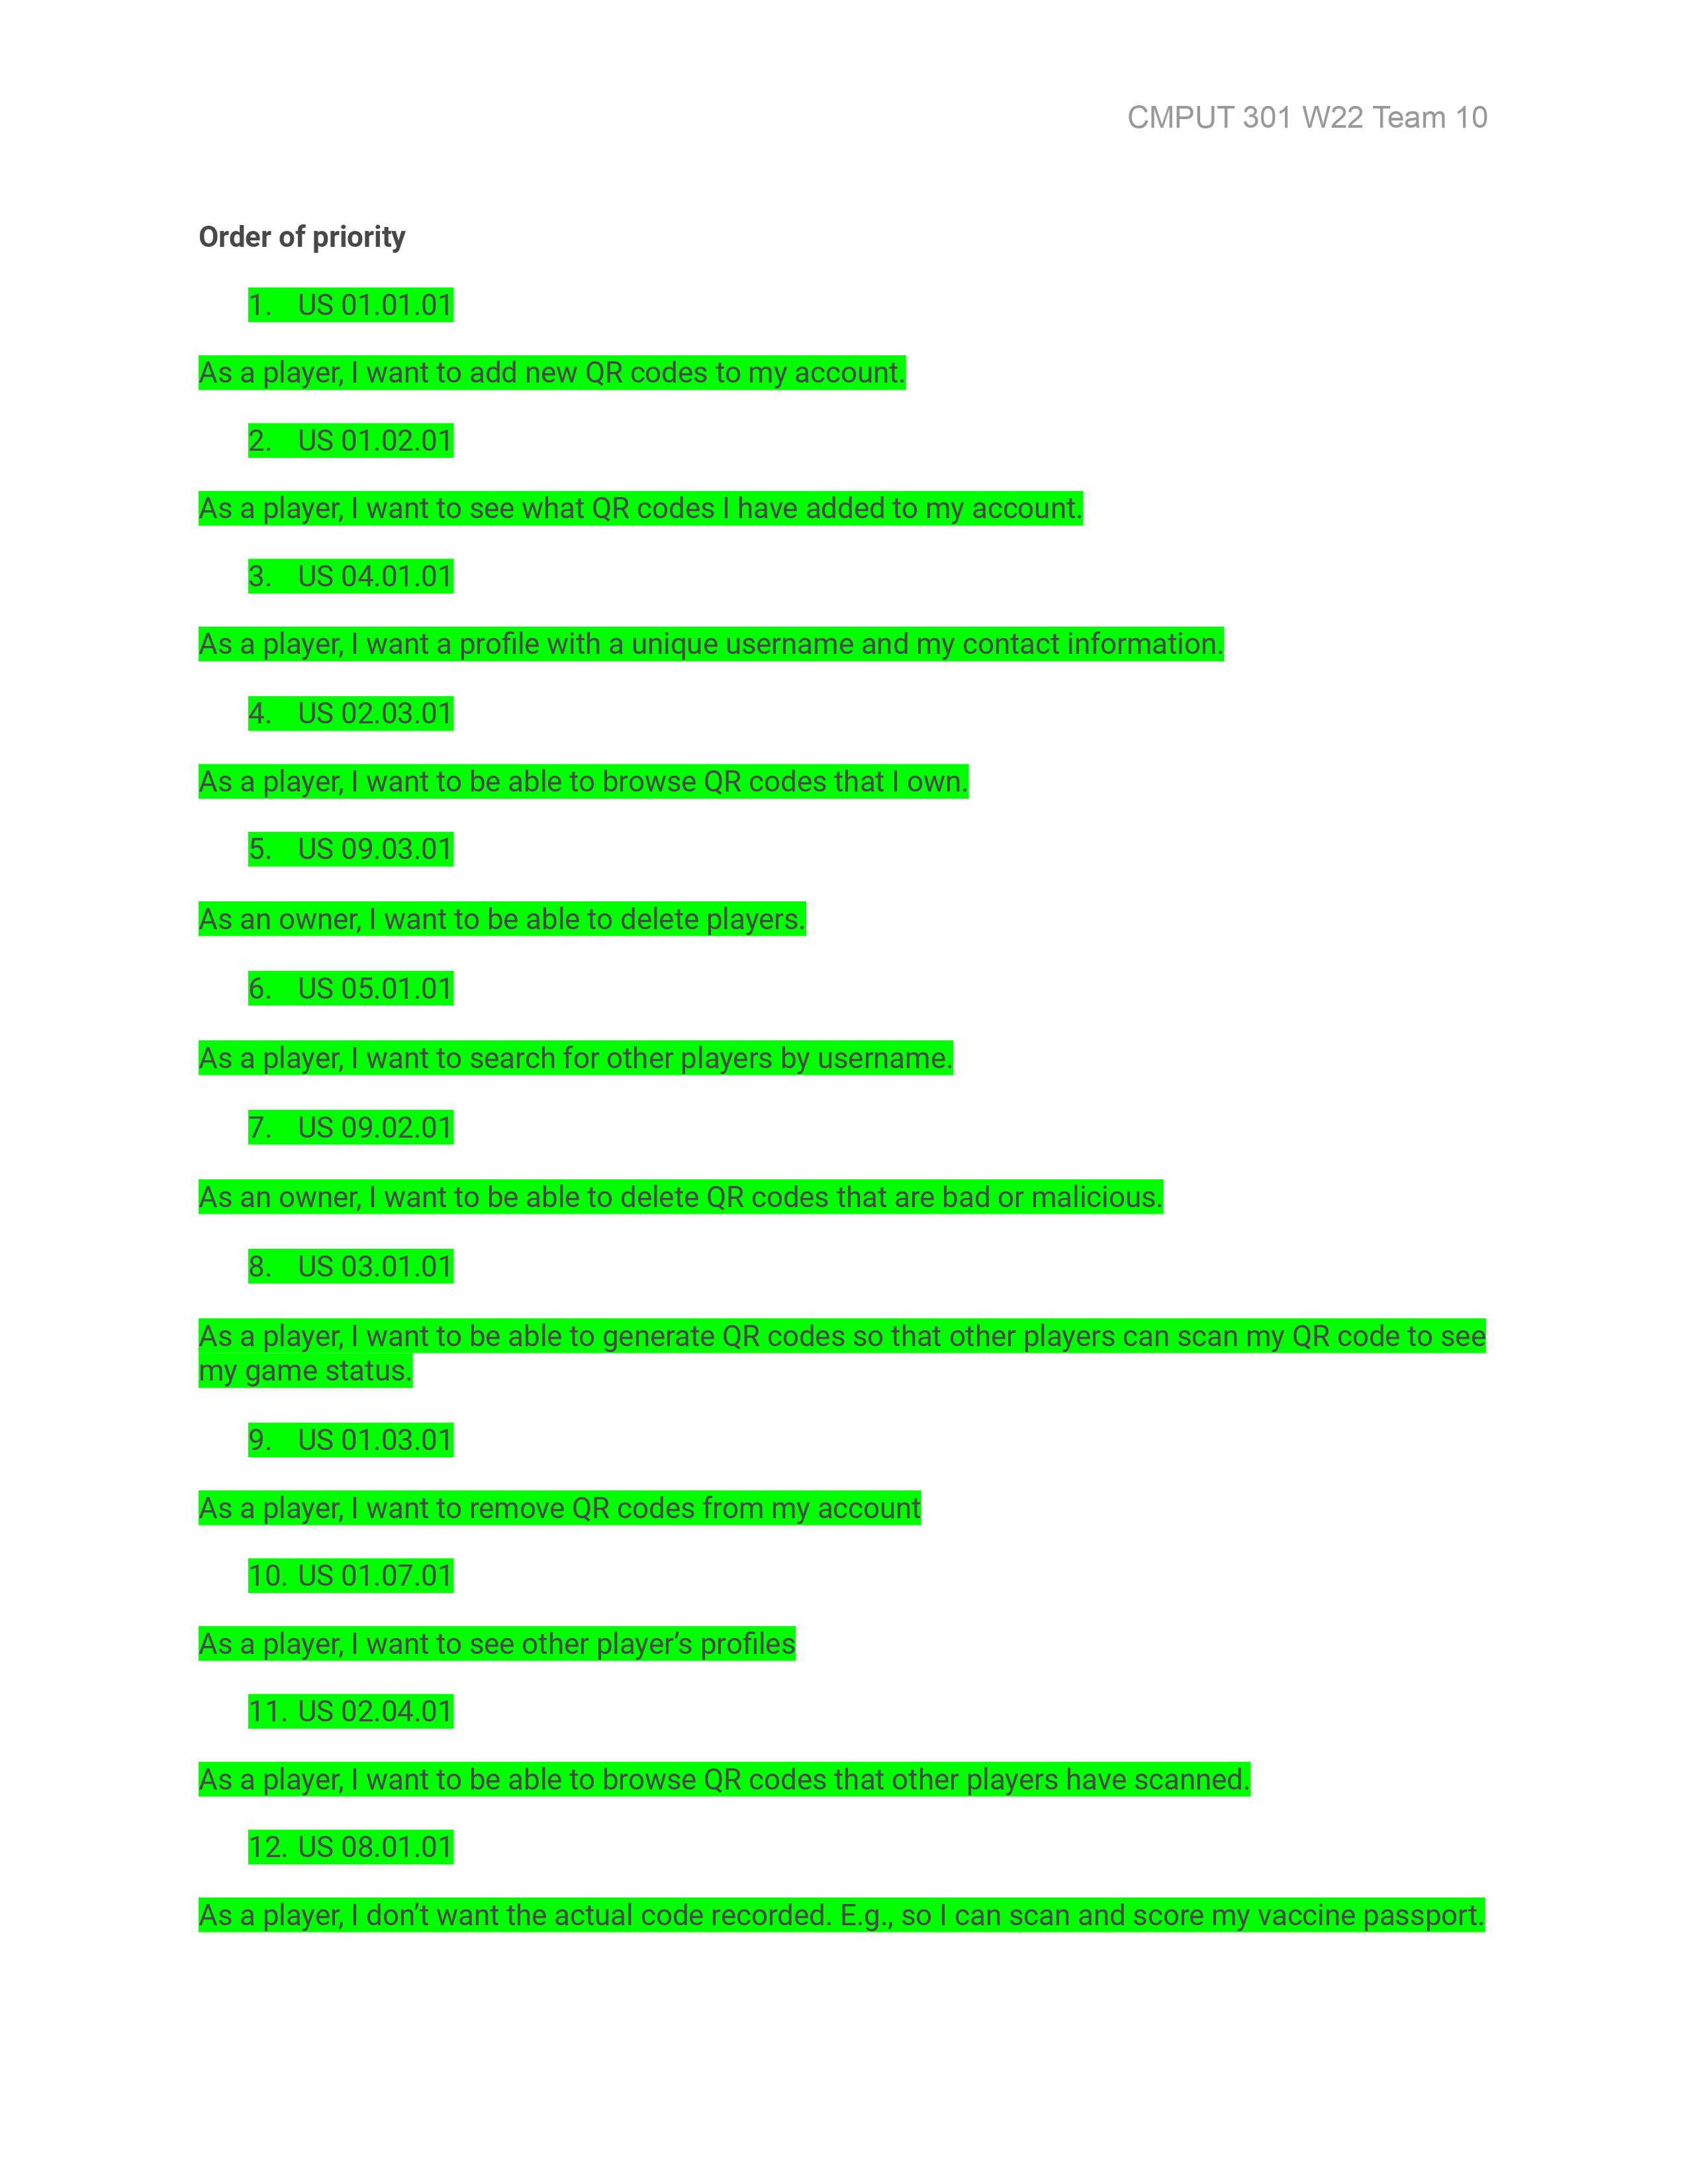 CMPUT 301 W22 Team 10
Order of priority
1. US 01.01.01
As a player, I want to add new QR codes to my account.
2. US 01.02.01
As a player, I want to see what QR codes I have added to my account.
3. US 04.01.01
As a player, I want a profile with a unique username and my contact information.
4. US 02.03.01
As a player, I want to be able to browse QR codes that I own.
5. US 09.03.01
As an owner, I want to be able to delete players.
6. US 05.01.01
As a player, I want to search for other players by username.
7. US 09.02.01
As an owner, I want to be able to delete QR codes that are bad or malicious.
8. US 03.01.01
As a player, I want to be able to generate QR codes so that other players can scan my QR code to see
my game status.
9. US 01.03.01
As a player, I want to remove QR codes from my account
10. US 01.07.01
As a player, I want to see other player’s profiles
11. US 02.04.01
As a player, I want to be able to browse QR codes that other players have scanned.
12. US 08.01.01
As a player, I don’t want the actual code recorded. E.g., so I can scan and score my vaccine passport.